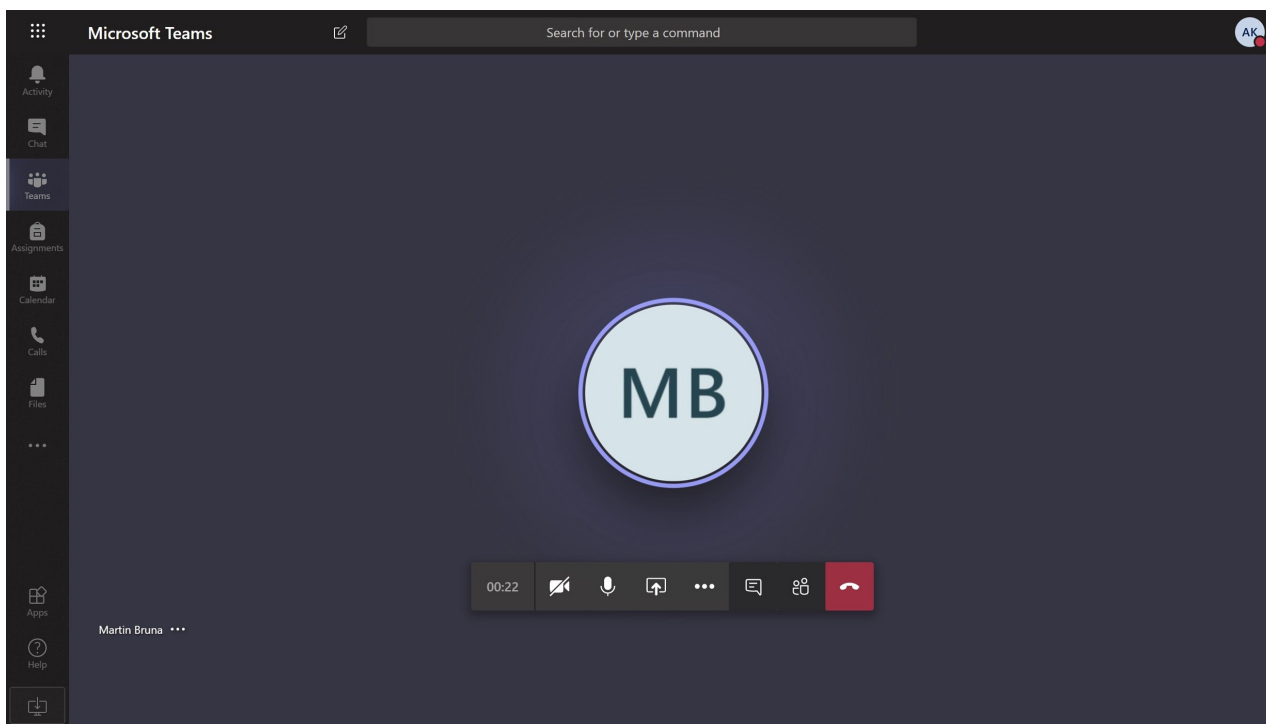 Microsoft Teams
Search for or type a command
AK
Activity
Chat
Teams
Assignments
Calendar
Calls
Files
MB
00:22
Apps
Martin Bruna
Help